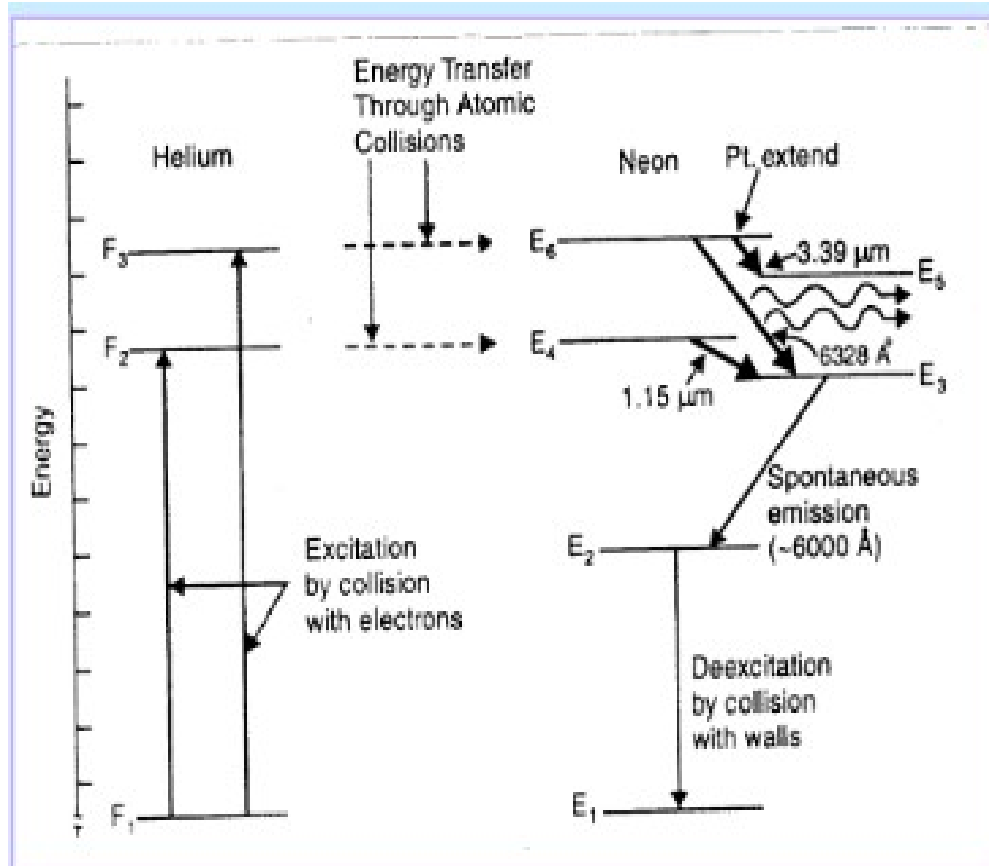 Energy Transfer
Through Atomic
Collisions
Helium
Neon
Pt. extend
F3
E6
3.39 μm
E5
F2
E4
6328 Å
E3
1.15 μm
Energy
Spontaneous
emission
(~6000 Å)
E2
Excitation
by collision
with electrons
Deexcitation
by collision
with walls
F1
E1